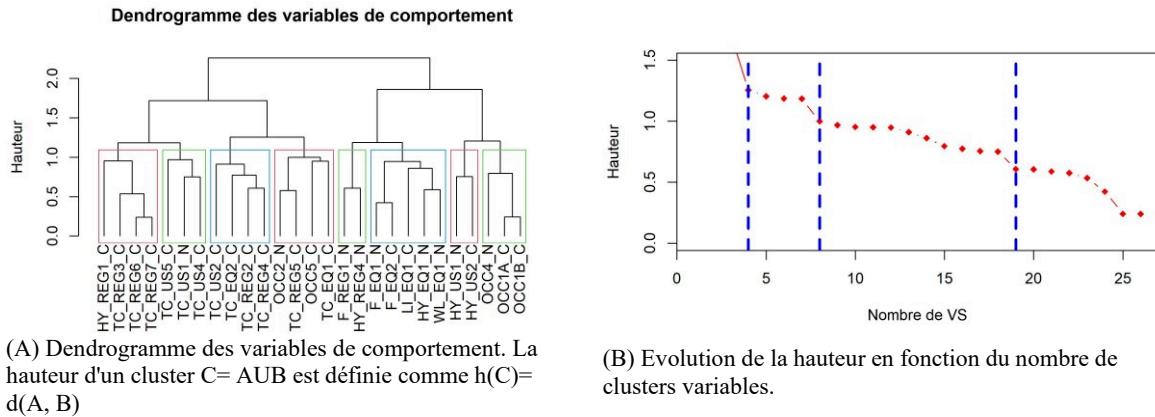 Dendrogramme des variables de comportement
Hauteur
0.0
0.5
1.0
1.5
2.0
HY_REG1_C
TC_REG3_C
TC_REG6_C
TC_REG7_C
TC_US5_C
TC_US1_N
TC_US4_C
TC_US2_C
TC_EQ2_C
TC_REG2_C
TC_REG4_C
OCC2_N
TC_REG5_C
OCC5_C
TC_EQ1_C
F_REG1_N
HY_REG4_N
F_EQ1_N
F_EQ2_C
LI_EQ1_N
HY_EQ1_N
WL_EQ1_N
HY_US1_N
HY_US2_C
OCC4_N
OCC1A_C
OCC1B_C
(A) Dendrogramme des variables de comportement. La
hauteur d'un cluster C= AUB est définie comme h(C)=
d(A, B)
Hauteur
0.0
0.5
1.0
1.5
0
5
10
15
20
25
Nombre de VS
(B) Evolution de la hauteur en fonction du nombre de
clusters variables.